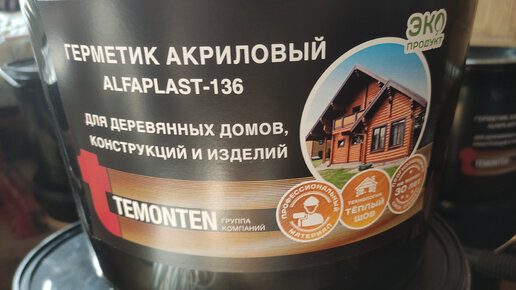 ЭКО
ПРОДУКТ
ГЕРМЕТИК АКРИЛОВЫЙ
ALFAPLAST-136
ДЛЯ ДЕРЕВЯННЫХ ДОМОВ,
КОНСТРУКЦИЙ И ИЗДЕЛИЙ
t
TEMONTEN
ГРУППА
КОМПАНИЙ
ПРОФЕССИОНАЛЬНЫЙ
МАТЕРИАЛ
ТЕХНОЛОГИЯ
ТЁПЛЫЙ
ШОВ
30 ЛЕТ